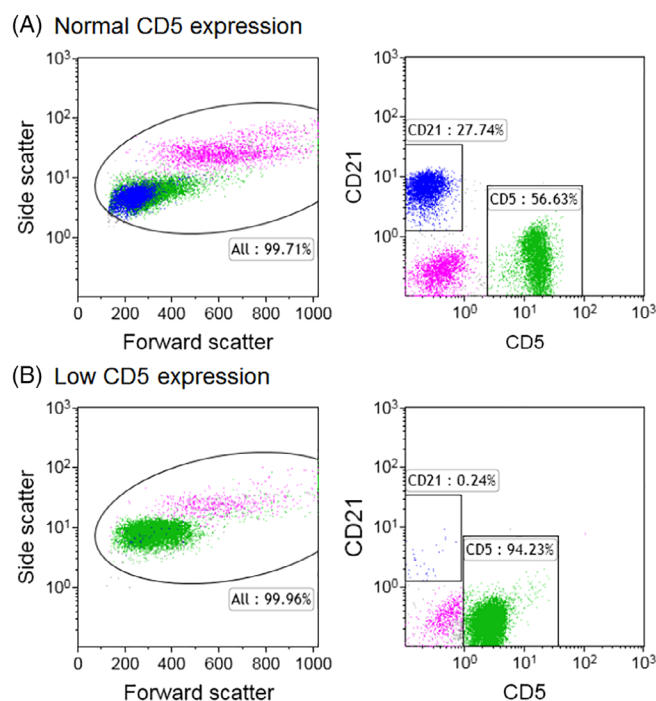 (A) Normal CD5 expression
10³
10²
10¹
10⁰
Side scatter
All : 99.71%
200 400 600 800 1000
Forward scatter
10³
10²
10¹
10⁰
CD21
CD21 : 27.74%
CD5 : 56.63%
10⁰ 10¹ 10² 10³
CD5
(B) Low CD5 expression
10³
10²
10¹
10⁰
Side scatter
All : 99.96%
200 400 600 800 1000
Forward scatter
10³
10²
10¹
10⁰
CD21
CD21 : 0.24%
CD5 : 94.23%
10⁰ 10¹ 10² 10³
CD5